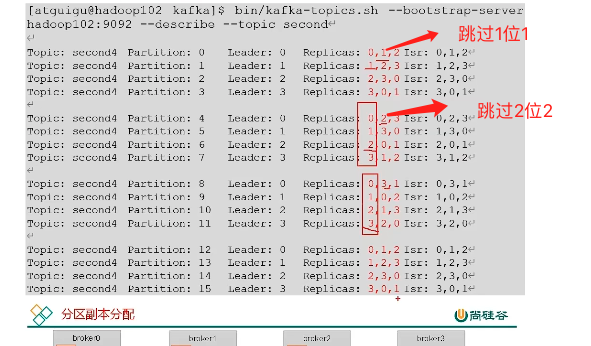 [atguigu@hadoop102 kafka]$ bin/kafka-topics.sh --bootstrap-server
hadoop102:9092 --describe --topic second↵
↵
跳过1位1
Topic: second4 Partition: 0 Leader: 0 Replicas: 0,1,2 Isr: 0,1,2↵
Topic: second4 Partition: 1 Leader: 1 Replicas: 1,2,3 Isr: 1,2,3↵
Topic: second4 Partition: 2 Leader: 2 Replicas: 2,3,0 Isr: 2,3,0↵
Topic: second4 Partition: 3 Leader: 3 Replicas: 3,0,1 Isr: 3,0,1↵
↵
跳过2位2
Topic: second4 Partition: 4 Leader: 0 Replicas: 0,2,3 Isr: 0,2,3↵
Topic: second4 Partition: 5 Leader: 1 Replicas: 1,3,0 Isr: 1,3,0↵
Topic: second4 Partition: 6 Leader: 2 Replicas: 2,0,1 Isr: 2,0,1↵
Topic: second4 Partition: 7 Leader: 3 Replicas: 3,1,2 Isr: 3,1,2↵
↵
Topic: second4 Partition: 8 Leader: 0 Replicas: 0,3,1 Isr: 0,3,1↵
Topic: second4 Partition: 9 Leader: 1 Replicas: 1,0,2 Isr: 1,0,2↵
Topic: second4 Partition: 10 Leader: 2 Replicas: 2,1,3 Isr: 2,1,3↵
Topic: second4 Partition: 11 Leader: 3 Replicas: 3,2,0 Isr: 3,2,0↵
↵
Topic: second4 Partition: 12 Leader: 0 Replicas: 0,1,2 Isr: 0,1,2↵
Topic: second4 Partition: 13 Leader: 1 Replicas: 1,2,3 Isr: 1,2,3↵
Topic: second4 Partition: 14 Leader: 2 Replicas: 2,3,0 Isr: 2,3,0↵
Topic: second4 Partition: 15 Leader: 3 Replicas: 3,0,1 Isr: 3,0,1↵
分区副本分配 尚硅谷
broker0 broker1 broker2 broker3